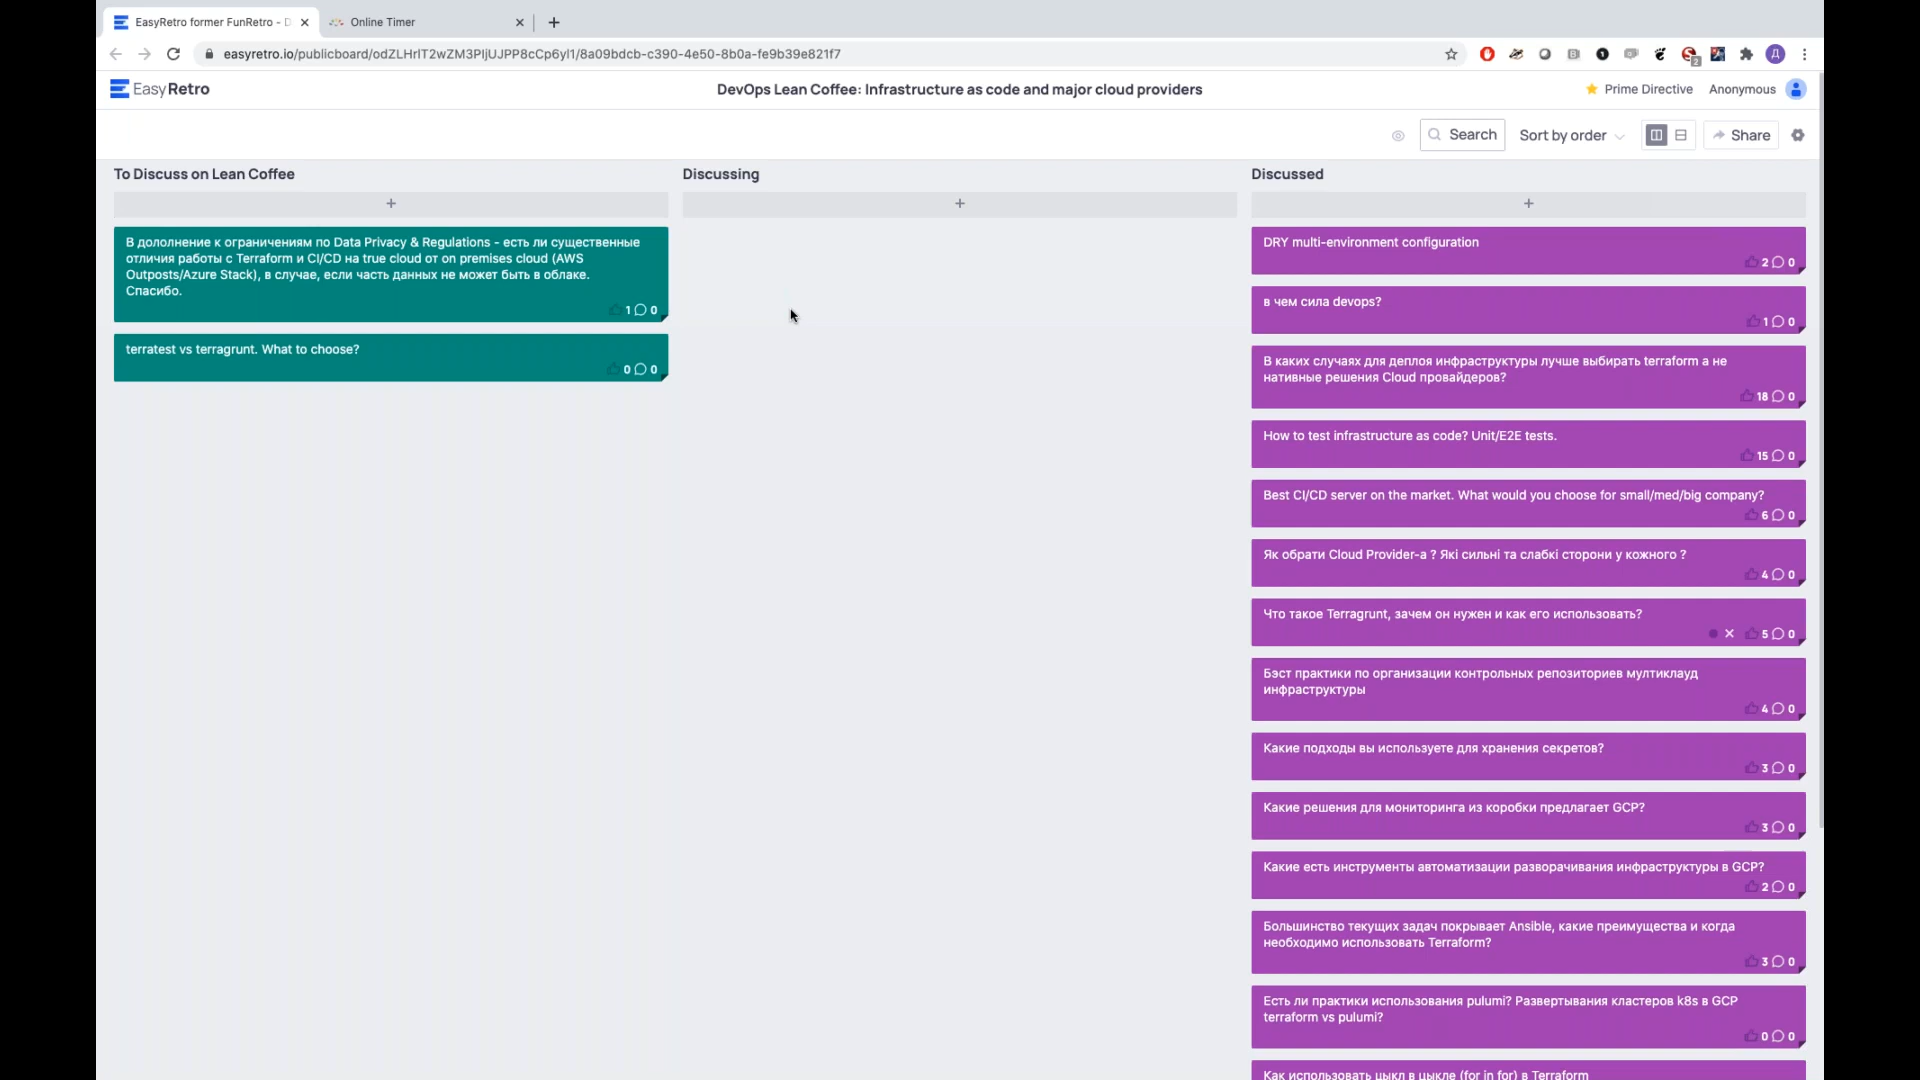 EasyRetro former FunRetro - D
Online Timer
easyretro.io/publicboard/odZLHrIT2wZM3PIjUJPP8cCp6yl1/8a09bdcb-c390-4e50-8b0a-fe9b39e821f7
2
Д
EasyRetro
DevOps Lean Coffee: Infrastructure as code and major cloud providers
Prime Directive
Anonymous
Search
Sort by order
Share
To Discuss on Lean Coffee
+
В дололнение к ограничениям по Data Privacy & Regulations - есть ли существенные
отличия работы с Terraform и CI/CD на true cloud от on premises cloud (AWS
Outposts/Azure Stack), в случае, если часть данных не может быть в облаке.
Спасибо.
1 0
terratest vs terragrunt. What to choose?
0 0
Discussing
+
Discussed
+
DRY multi-environment configuration
2 0
в чем сила devops?
1 0
В каких случаях для деплоя инфраструктуры лучше выбирать terraform а не
нативные решения Cloud провайдеров?
18 0
How to test infrastructure as code? Unit/E2E tests.
15 0
Best CI/CD server on the market. What would you choose for small/med/big company?
6 0
Як обрати Cloud Provider-а ? Які сильні та слабкі сторони у кожного ?
4 0
Что такое Terragrunt, зачем он нужен и как его использовать?
5 0
Бэст практики по организации контрольных репозиториев мултиклауд
инфраструктуры
4 0
Какие подходы вы используете для хранения секретов?
3 0
Какие решения для мониторинга из коробки предлагает GCP?
3 0
Какие есть инструменты автоматизации разворачивания инфраструктуры в GCP?
2 0
Большинство текущих задач покрывает Ansible, какие преимущества и когда
необходимо использовать Terraform?
3 0
Есть ли практики использования pulumi? Развертывания кластеров k8s в GCP
terraform vs pulumi?
0 0
Как использовать цыкл в цыкле (for in for) в Terraform